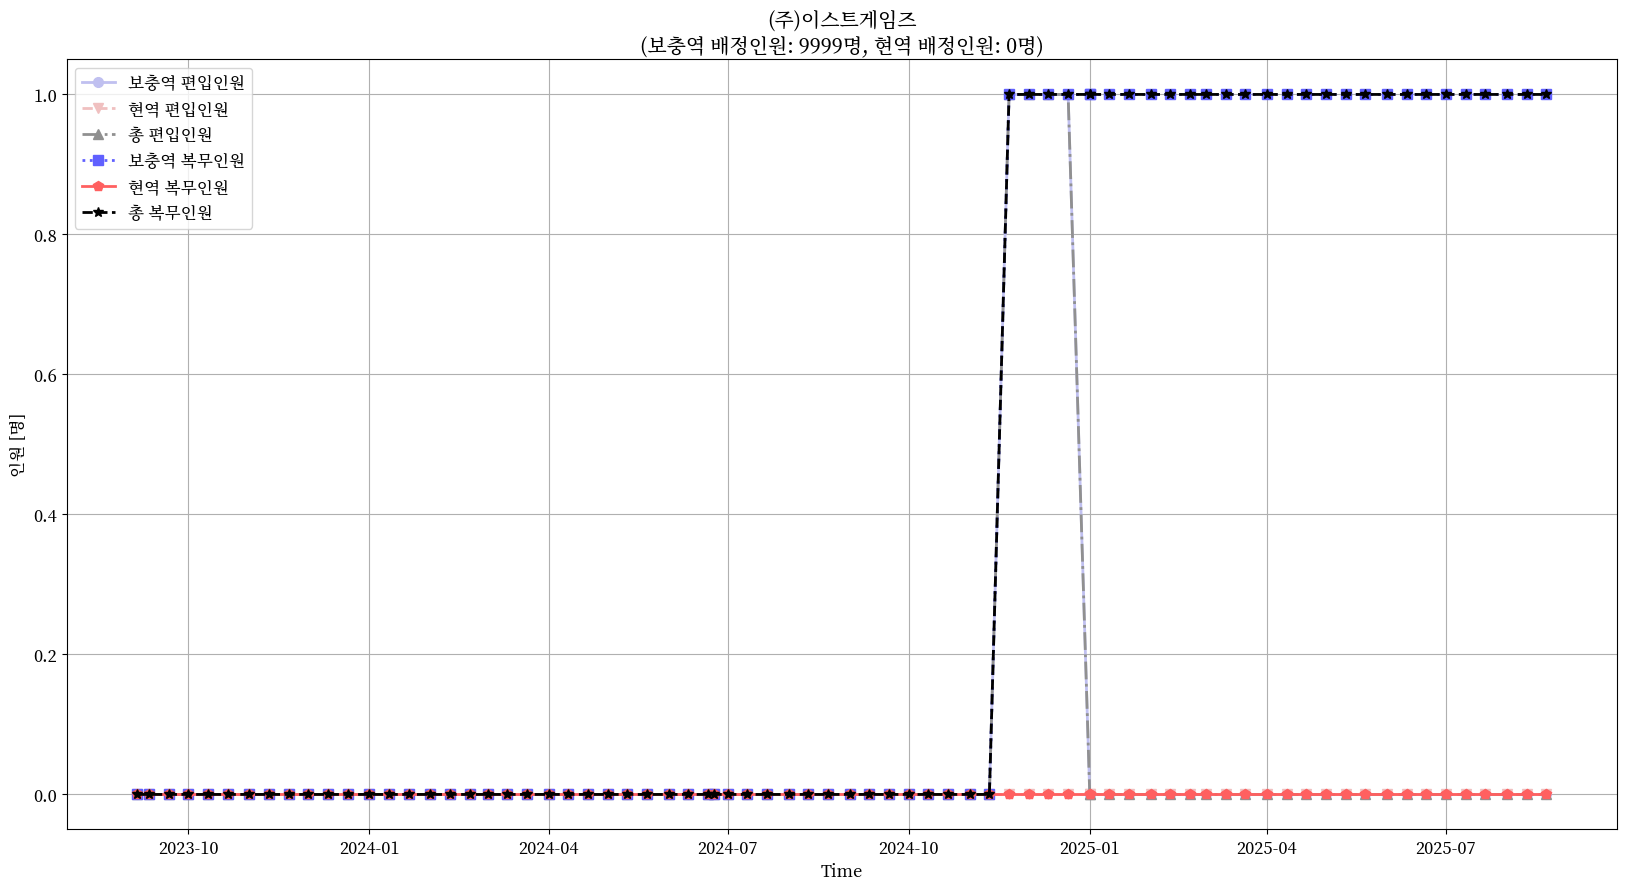 (주)이스트게임즈
(보충역 배정인원: 9999명, 현역 배정인원: 0명)
보충역 편입인원
현역 편입인원
총 편입인원
보충역 복무인원
현역 복무인원
총 복무인원
1.0
0.8
0.6
0.4
0.2
0.0
인원 [명]
2023-10
2024-01
2024-04
2024-07
2024-10
2025-01
2025-04
2025-07
Time